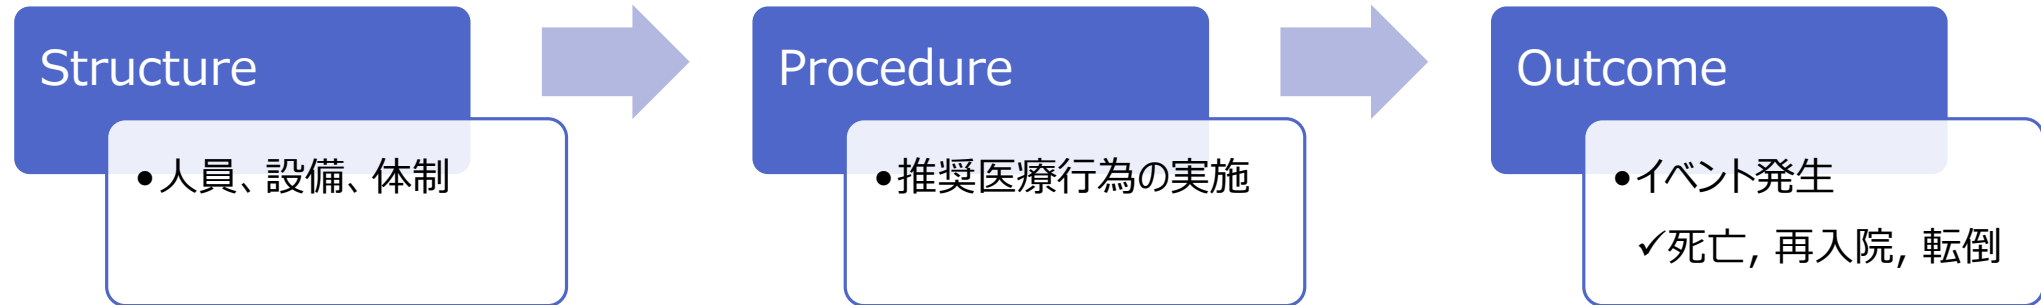 Structure
•人員、設備、体制
Procedure
•推奨医療行為の実施
Outcome
•イベント発生
✓死亡, 再入院, 転倒